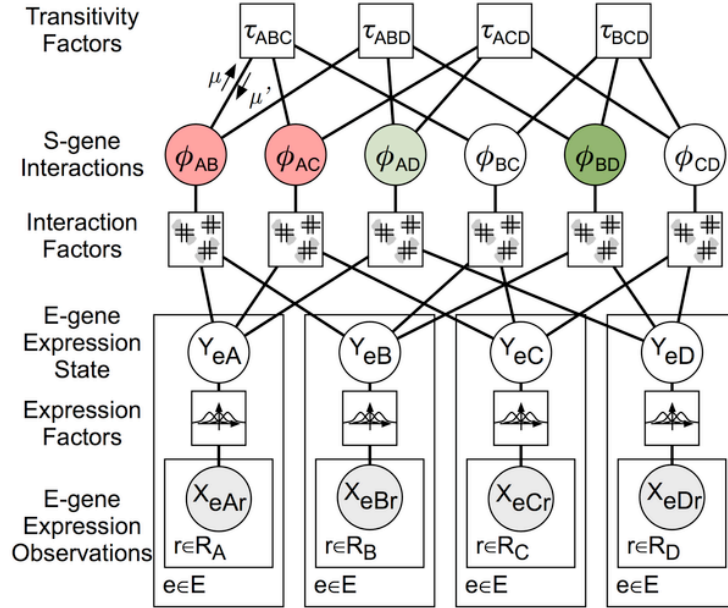 Transitivity
Factors
τABC τABD τACD τBCD
μ μ'
S-gene
Interactions
ϕAB ϕAC ϕAD ϕBC ϕBD ϕCD
Interaction
Factors
E-gene
Expression
State
YeA YeB YeC YeD
Expression
Factors
E-gene
Expression
Observations
XeAr XeBr XeCr XeDr
r∈RA r∈RB r∈RC r∈RD
e∈E e∈E e∈E e∈E